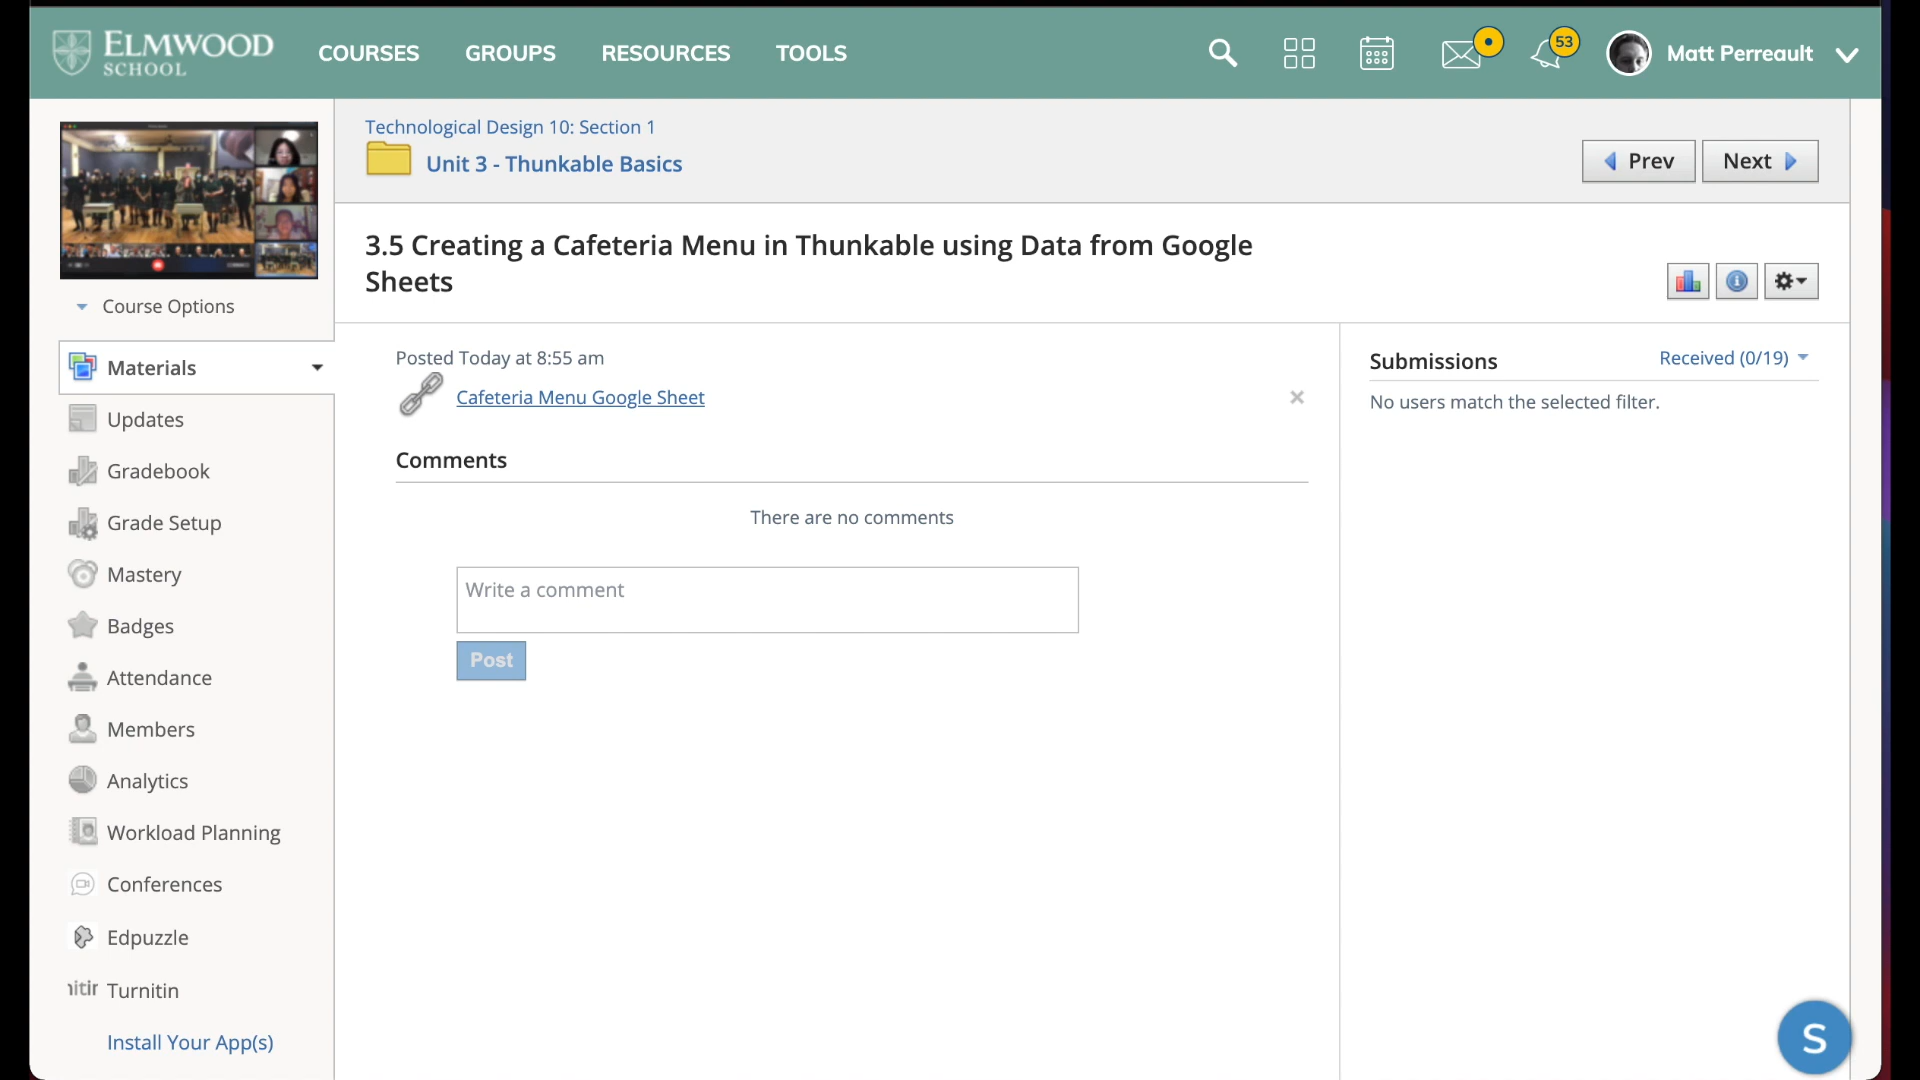 ELMWOOD
SCHOOL
COURSES
GROUPS
RESOURCES
TOOLS
53
Matt Perreault
Technological Design 10: Section 1
Unit 3 - Thunkable Basics
Prev
Next
3.5 Creating a Cafeteria Menu in Thunkable using Data from Google
Sheets
Course Options
Materials
Updates
Gradebook
Grade Setup
Mastery
Badges
Attendance
Members
Analytics
Workload Planning
Conferences
Edpuzzle
Turnitin
Install Your App(s)
Posted Today at 8:55 am
Cafeteria Menu Google Sheet
Comments
There are no comments
Write a comment
Post
Submissions
Received (0/19)
No users match the selected filter.
S